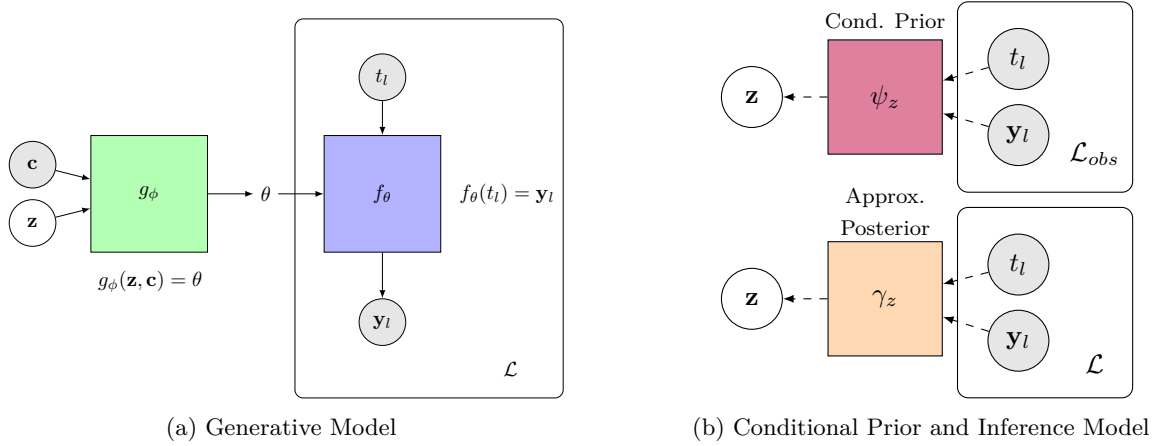 c
z
g_ϕ
g_ϕ(z, c) = θ
θ
t_l
f_θ
f_θ(t_l) = y_l
y_l
ℒ
(a) Generative Model
Cond. Prior
z
ψ_z
t_l
y_l
ℒ_obs
Approx.
Posterior
z
γ_z
t_l
y_l
ℒ
(b) Conditional Prior and Inference Model